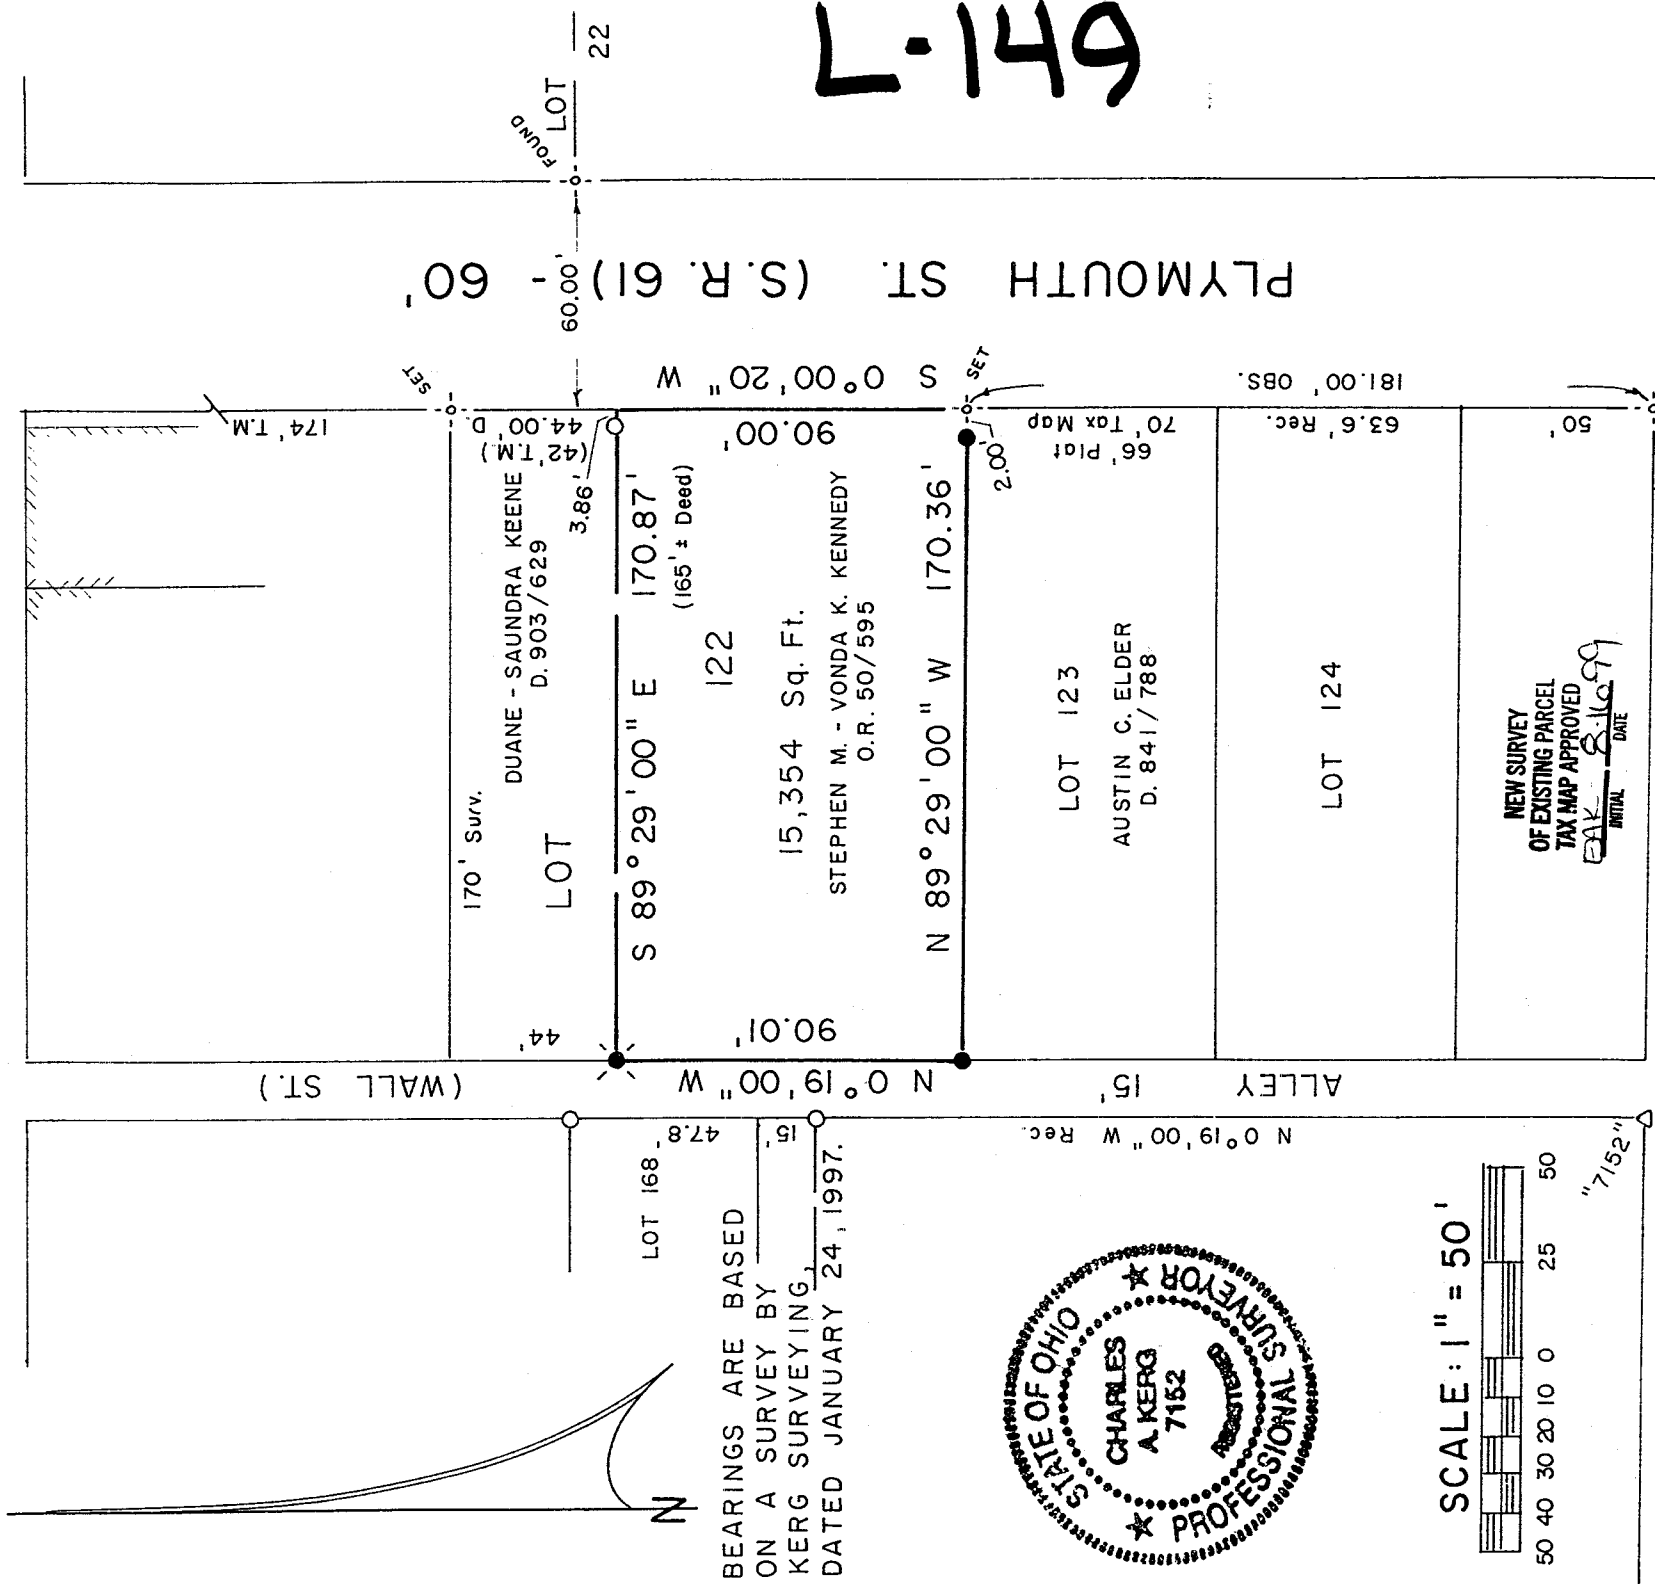 L-149
LOT
22
FOUND
60.00'
PLYMOUTH ST. (S.R. 61) - 60'
SET
S 0°00'20" W
SET
181.00' OBS.
174' T.M.
44.00' D.
(42' T.M.)
3.86'
90.00'
2.00'
70' Tax Map
66' Plat
63.6' Rec.
50'
170' Surv.
DUANE - SAUNDRA KEENE
D. 903/629
LOT
S 89°29'00" E 170.87'
(165'± Deed)
122
15,354 Sq. Ft.
STEPHEN M. - VONDA K. KENNEDY
O.R. 50/595
N 89°29'00" W 170.36'
LOT 123
AUSTIN C. ELDER
D. 841/788
LOT 124
NEW SURVEY
OF EXISTING PARCEL
TAX MAP APPROVED
8-16-99
INITIAL DATE
44'
90.01'
(WALL ST.)
N 0°19'00" W
ALLEY 15'
N 0°19'00" W Rec.
47.8'
15'
LOT 168
"7152"
BEARINGS ARE BASED
ON A SURVEY BY
KERG SURVEYING,
DATED JANUARY 24, 1997.
N
STATE OF OHIO
CHARLES
A. KERG
7152
REGISTERED
PROFESSIONAL SURVEYOR
SCALE: 1" = 50'
50 40 30 20 10 0 25 50